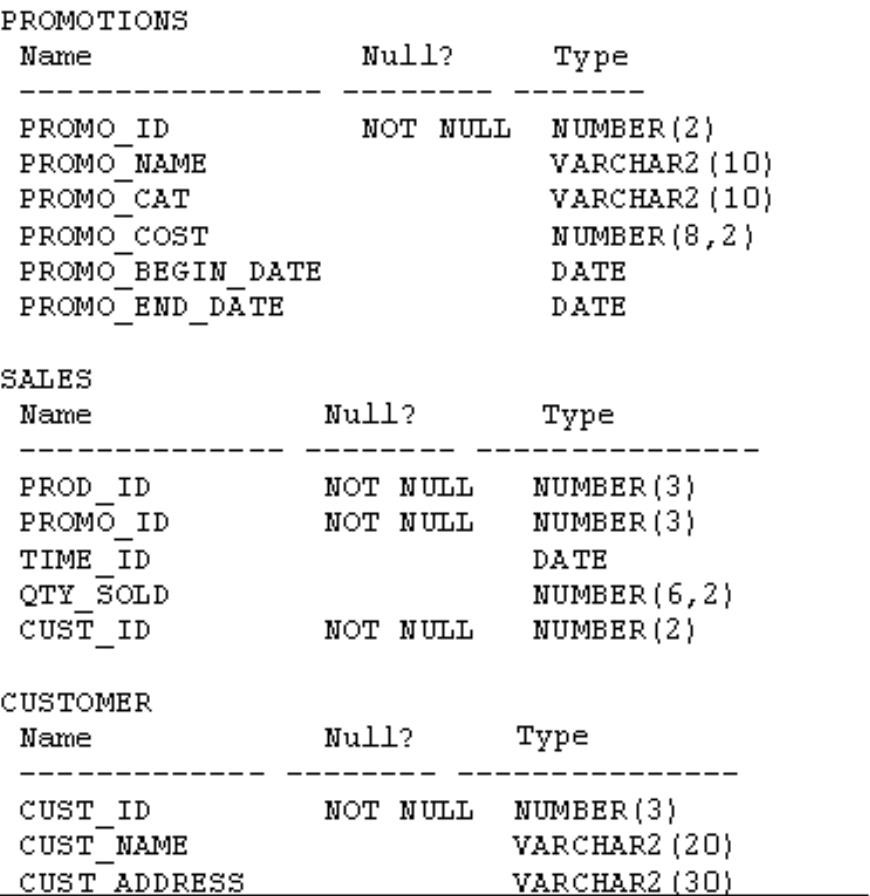 PROMOTIONS
Name Null? Type
---------------- -------- -------
PROMO_ID NOT NULL NUMBER(2)
PROMO_NAME VARCHAR2(10)
PROMO_CAT VARCHAR2(10)
PROMO_COST NUMBER(8,2)
PROMO_BEGIN_DATE DATE
PROMO_END_DATE DATE
SALES
Name Null? Type
-------------- -------- ---------------
PROD_ID NOT NULL NUMBER(3)
PROMO_ID NOT NULL NUMBER(3)
TIME_ID DATE
QTY_SOLD NUMBER(6,2)
CUST_ID NOT NULL NUMBER(2)
CUSTOMER
Name Null? Type
------------- -------- ---------------
CUST_ID NOT NULL NUMBER(3)
CUST_NAME VARCHAR2(20)
CUST_ADDRESS VARCHAR2(30)